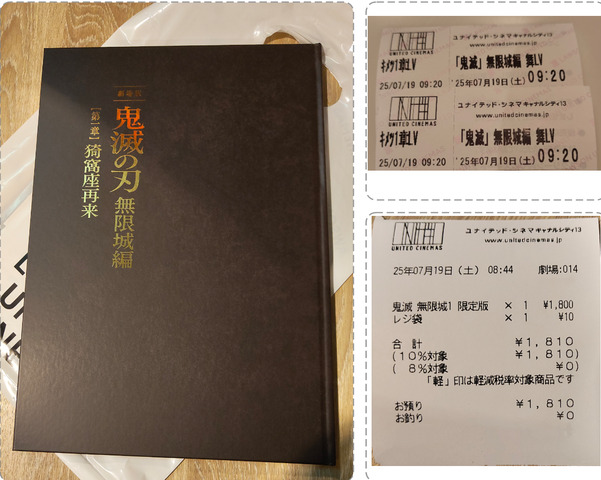 劇場版
鬼滅の刃 無限城編
【第一章】猗窩座再来
UNITED CINEMAS
ユナイテッド・シネマ キャナルシティ13
www.unitedcinemas.jp
ｷﾒﾂ1章LV
「鬼滅」無限城編 舞LV
25/07/19 09:20
'25年07月19日(土) 09:20
UNITED CINEMAS
ユナイテッド・シネマ キャナルシティ13
www.unitedcinemas.jp
ｷﾒﾂ1章LV
「鬼滅」無限城編 舞LV
25/07/19 09:20
'25年07月19日(土) 09:20
UNITED CINEMAS
ユナイテッド・シネマ キャナルシティ13
www.unitedcinemas.jp
25年07月19日(土) 08:44 劇場:014
鬼滅 無限城1 限定版 × 1 ¥1,800
レジ袋 × 1 ¥10
合 計 ¥1,810
(10%対象 ¥1,810)
( 8%対象 ¥0)
「軽」印は軽減税率対象商品です
お預り ¥1,810
お釣り ¥0